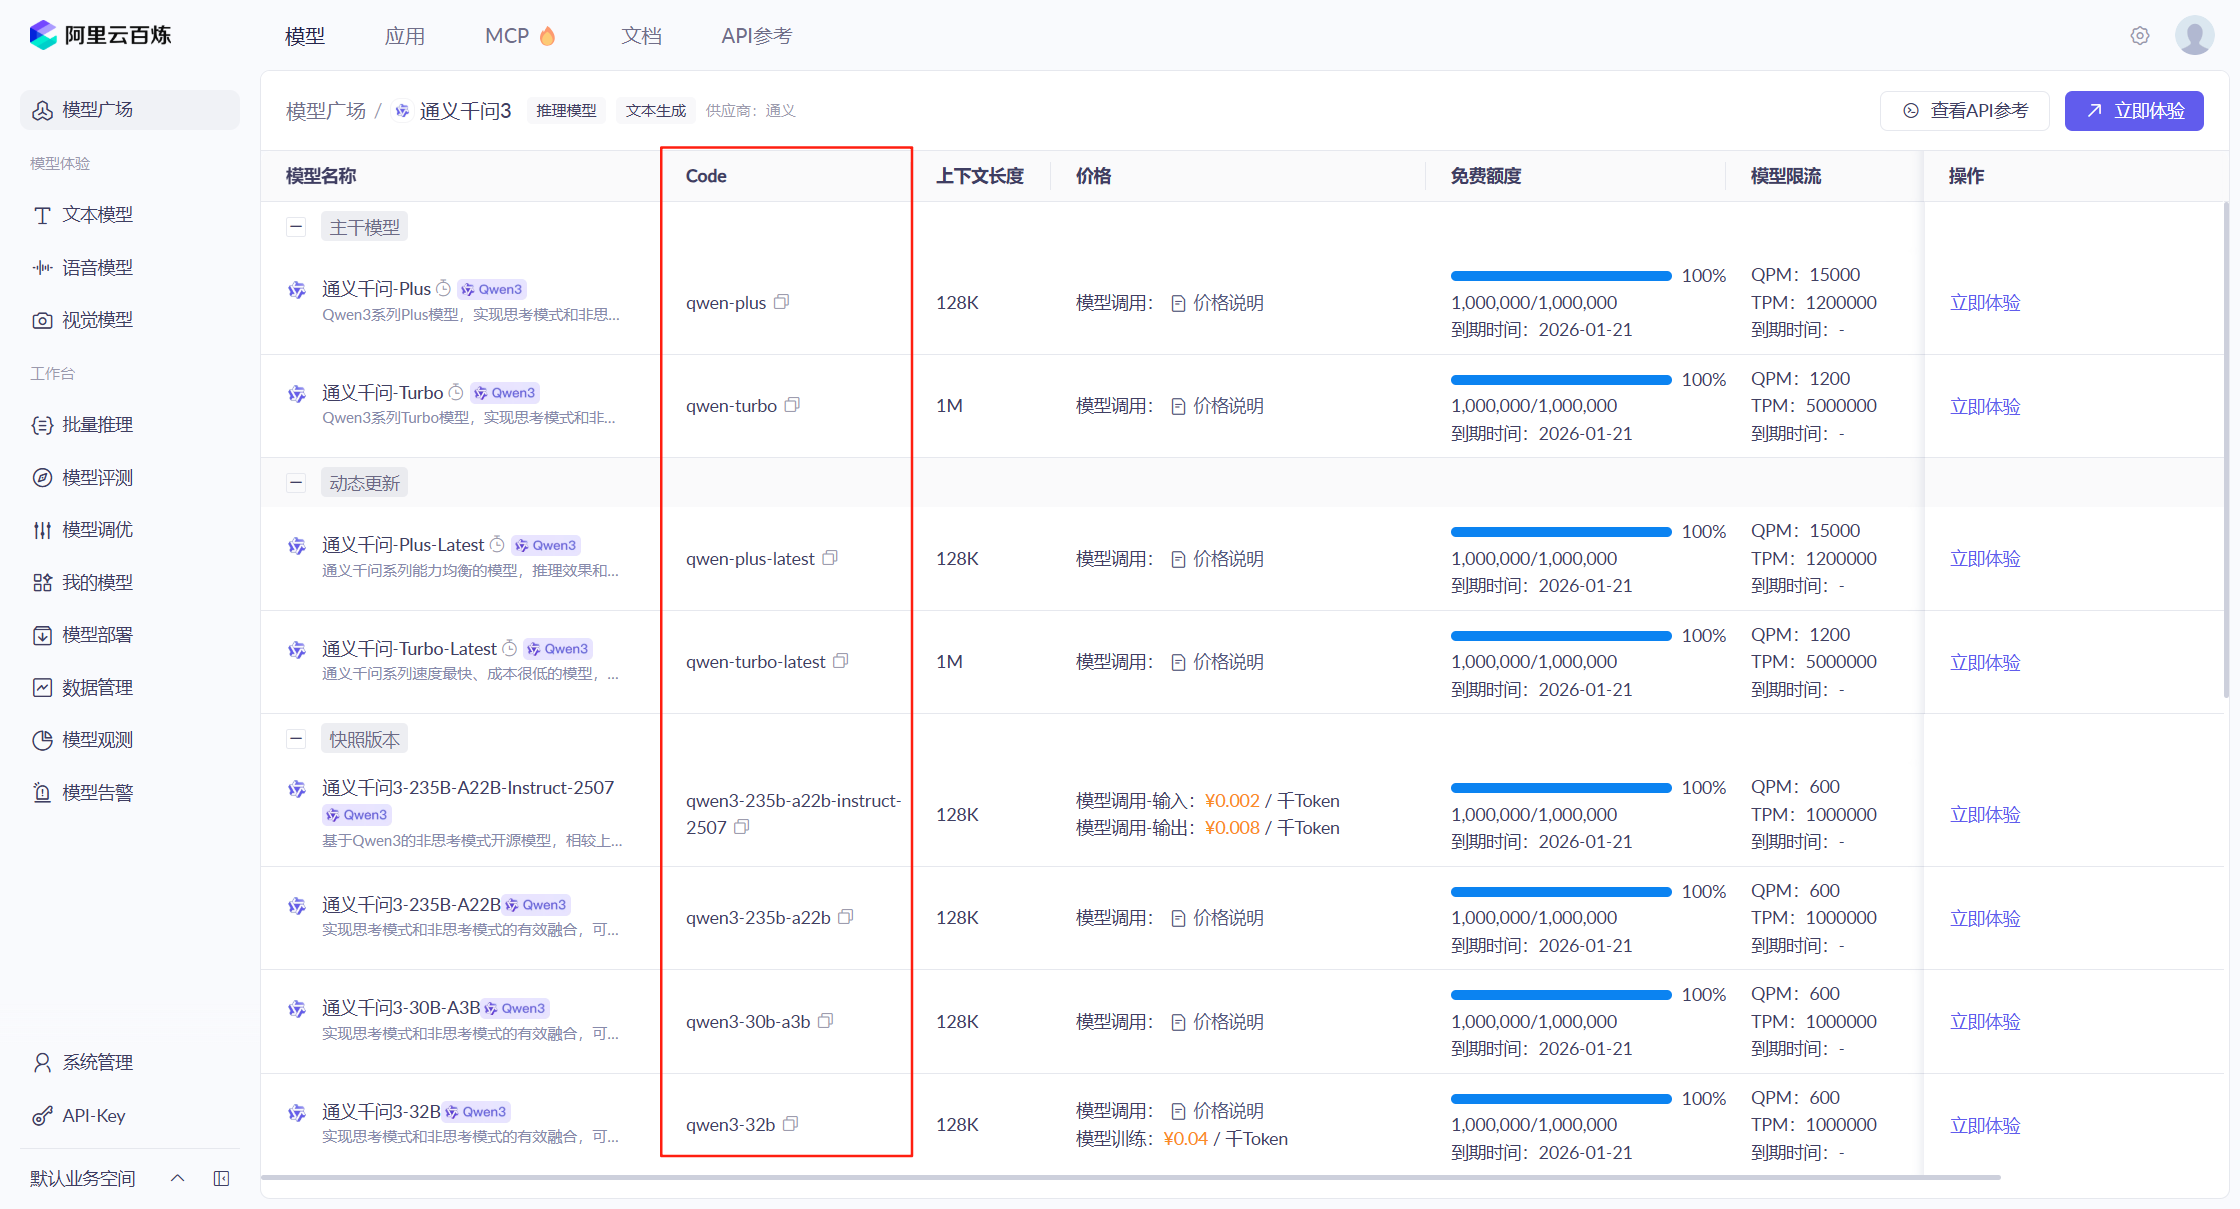 阿里云百炼
模型
应用
MCP
文档
API参考
模型广场
模型体验
文本模型
语音模型
视觉模型
工作台
批量推理
模型评测
模型调优
我的模型
模型部署
数据管理
模型观测
模型告警
系统管理
API-Key
默认业务空间
模型广场 / 通义千问3 推理模型 文本生成 供应商：通义
查看API参考
立即体验
模型名称 Code 上下文长度 价格 免费额度 模型限流 操作
主干模型
通义千问-Plus Qwen3
Qwen3系列Plus模型，实现思考模式和非思...
qwen-plus
128K
模型调用： 价格说明
100%
1,000,000/1,000,000
到期时间：2026-01-21
QPM：15000
TPM：1200000
到期时间：-
立即体验
通义千问-Turbo Qwen3
Qwen3系列Turbo模型，实现思考模式和非...
qwen-turbo
1M
模型调用： 价格说明
100%
1,000,000/1,000,000
到期时间：2026-01-21
QPM：1200
TPM：5000000
到期时间：-
立即体验
动态更新
通义千问-Plus-Latest Qwen3
通义千问系列能力均衡的模型，推理效果和...
qwen-plus-latest
128K
模型调用： 价格说明
100%
1,000,000/1,000,000
到期时间：2026-01-21
QPM：15000
TPM：1200000
到期时间：-
立即体验
通义千问-Turbo-Latest Qwen3
通义千问系列速度最快、成本很低的模型，...
qwen-turbo-latest
1M
模型调用： 价格说明
100%
1,000,000/1,000,000
到期时间：2026-01-21
QPM：1200
TPM：5000000
到期时间：-
立即体验
快照版本
通义千问3-235B-A22B-Instruct-2507
Qwen3
基于Qwen3的非思考模式开源模型，相较上...
qwen3-235b-a22b-instruct-
2507
128K
模型调用-输入：¥0.002 / 千Token
模型调用-输出：¥0.008 / 千Token
100%
1,000,000/1,000,000
到期时间：2026-01-21
QPM：600
TPM：1000000
到期时间：-
立即体验
通义千问3-235B-A22B Qwen3
实现思考模式和非思考模式的有效融合，可...
qwen3-235b-a22b
128K
模型调用： 价格说明
100%
1,000,000/1,000,000
到期时间：2026-01-21
QPM：600
TPM：1000000
到期时间：-
立即体验
通义千问3-30B-A3B Qwen3
实现思考模式和非思考模式的有效融合，可...
qwen3-30b-a3b
128K
模型调用： 价格说明
100%
1,000,000/1,000,000
到期时间：2026-01-21
QPM：600
TPM：1000000
到期时间：-
立即体验
通义千问3-32B Qwen3
实现思考模式和非思考模式的有效融合，可...
qwen3-32b
128K
模型调用： 价格说明
模型训练：¥0.04 / 千Token
100%
1,000,000/1,000,000
到期时间：2026-01-21
QPM：600
TPM：1000000
到期时间：-
立即体验